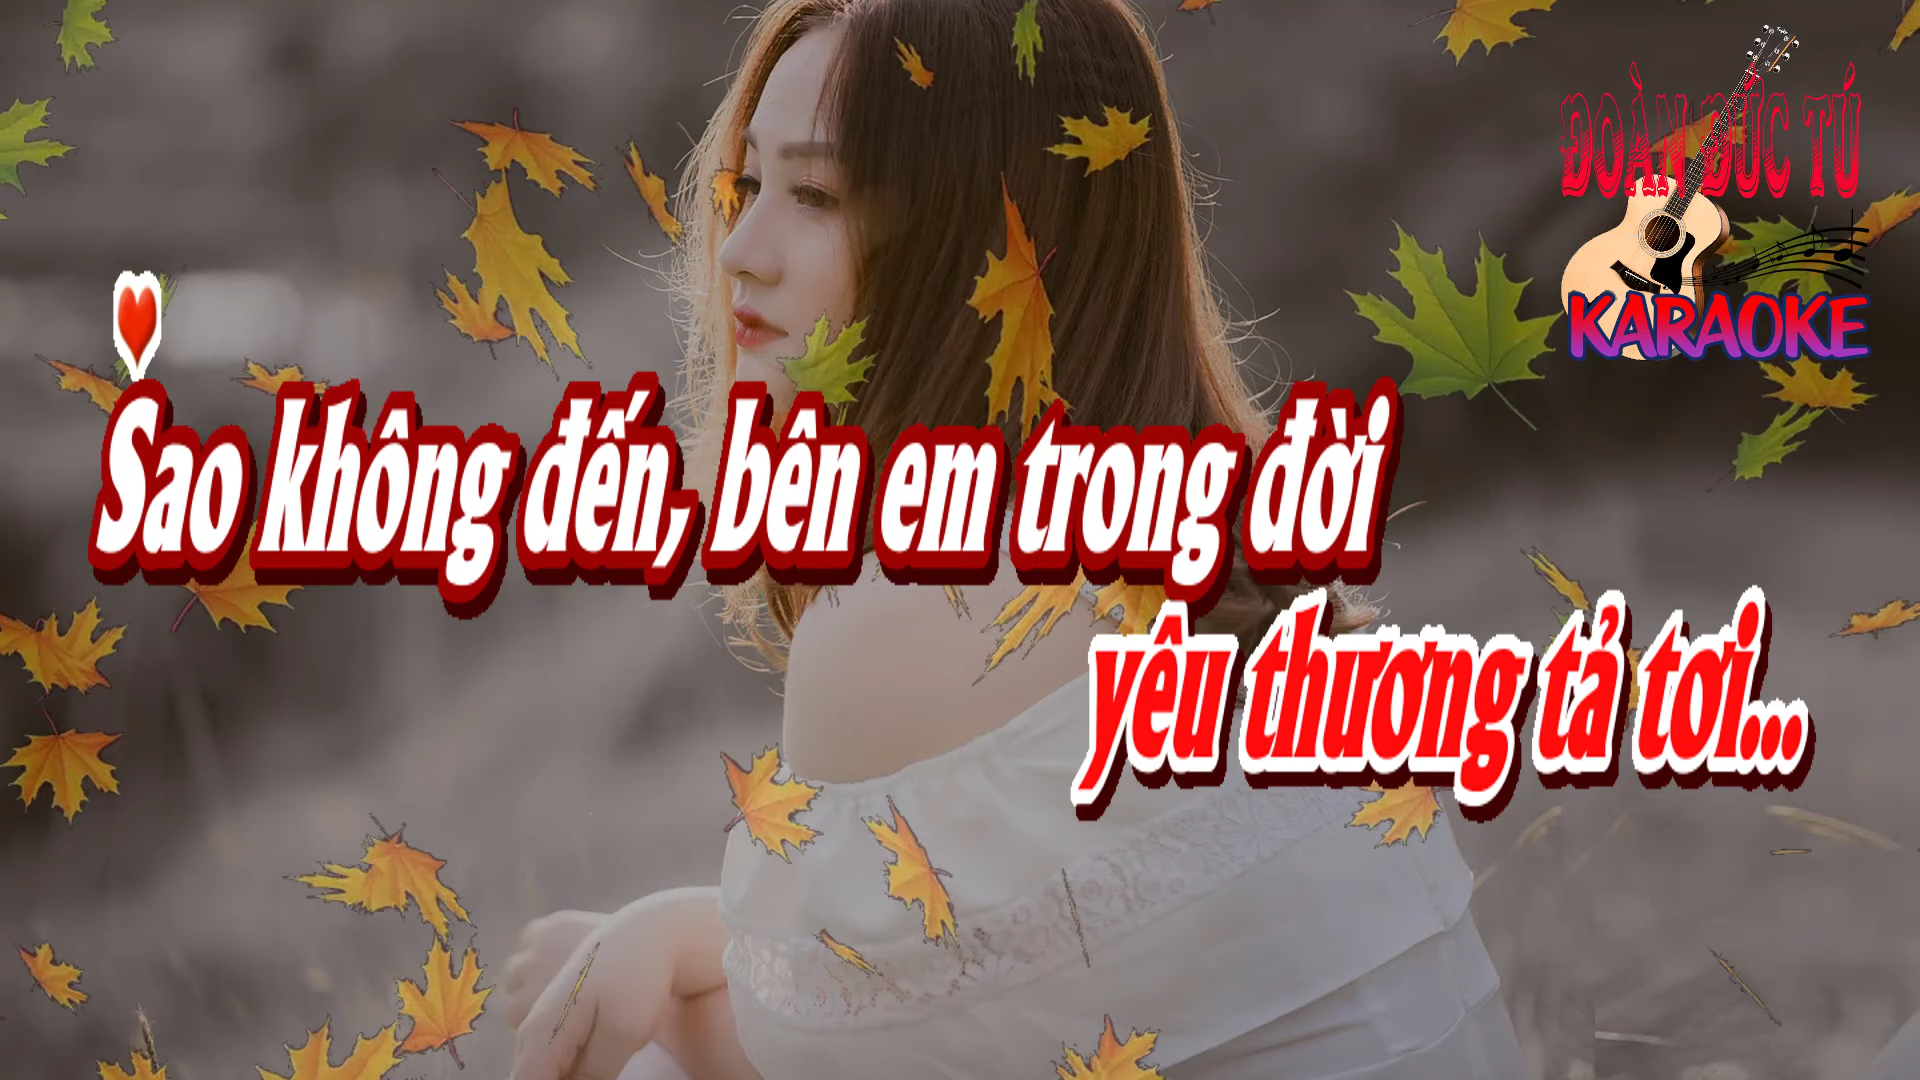 ĐOÀN ĐỨC TÚ
KARAOKE
Sao không đến, bên em trong đời
yêu thương tả tơi...